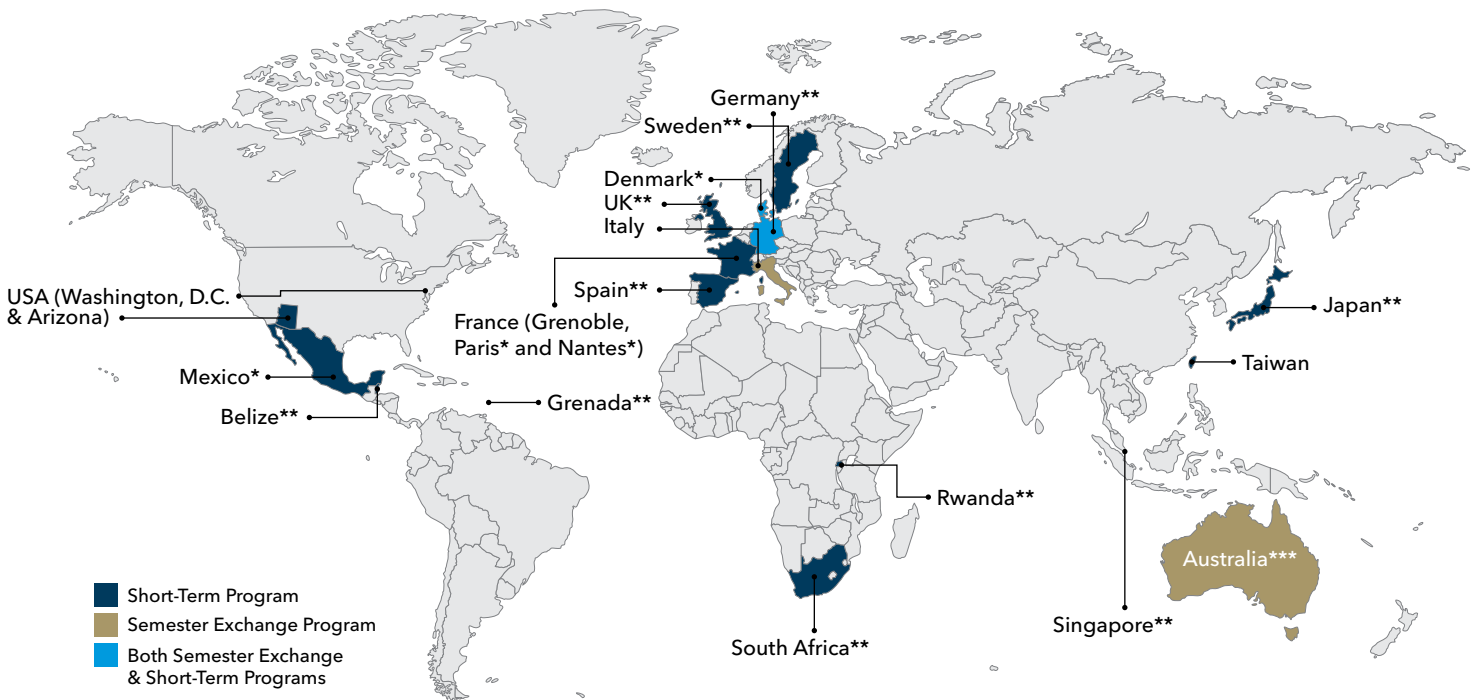 Germany**
Sweden**
Denmark*
UK**
Italy
USA (Washington, D.C.
& Arizona)
Spain**
France (Grenoble,
Paris* and Nantes*)
Japan**
Taiwan
Mexico*
Belize**
Grenada**
Rwanda**
Australia***
Singapore**
South Africa**
Short-Term Program
Semester Exchange Program
Both Semester Exchange
& Short-Term Programs